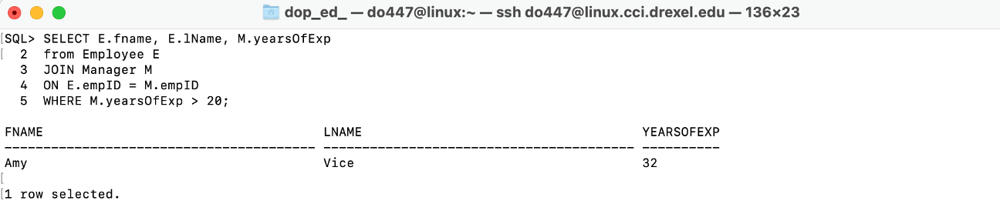 dop_ed_ — do447@linux:~ — ssh do447@linux.cci.drexel.edu — 136×23
[SQL> SELECT E.fname, E.lName, M.yearsOfExp
[  2  from Employee E
  3  JOIN Manager M
  4  ON E.empID = M.empID
  5  WHERE M.yearsOfExp > 20;
FNAME                                    LNAME                                    YEARSOFEXP
---------------------------------------- ---------------------------------------- ----------
Amy                                      Vice                                     32
[
[1 row selected.